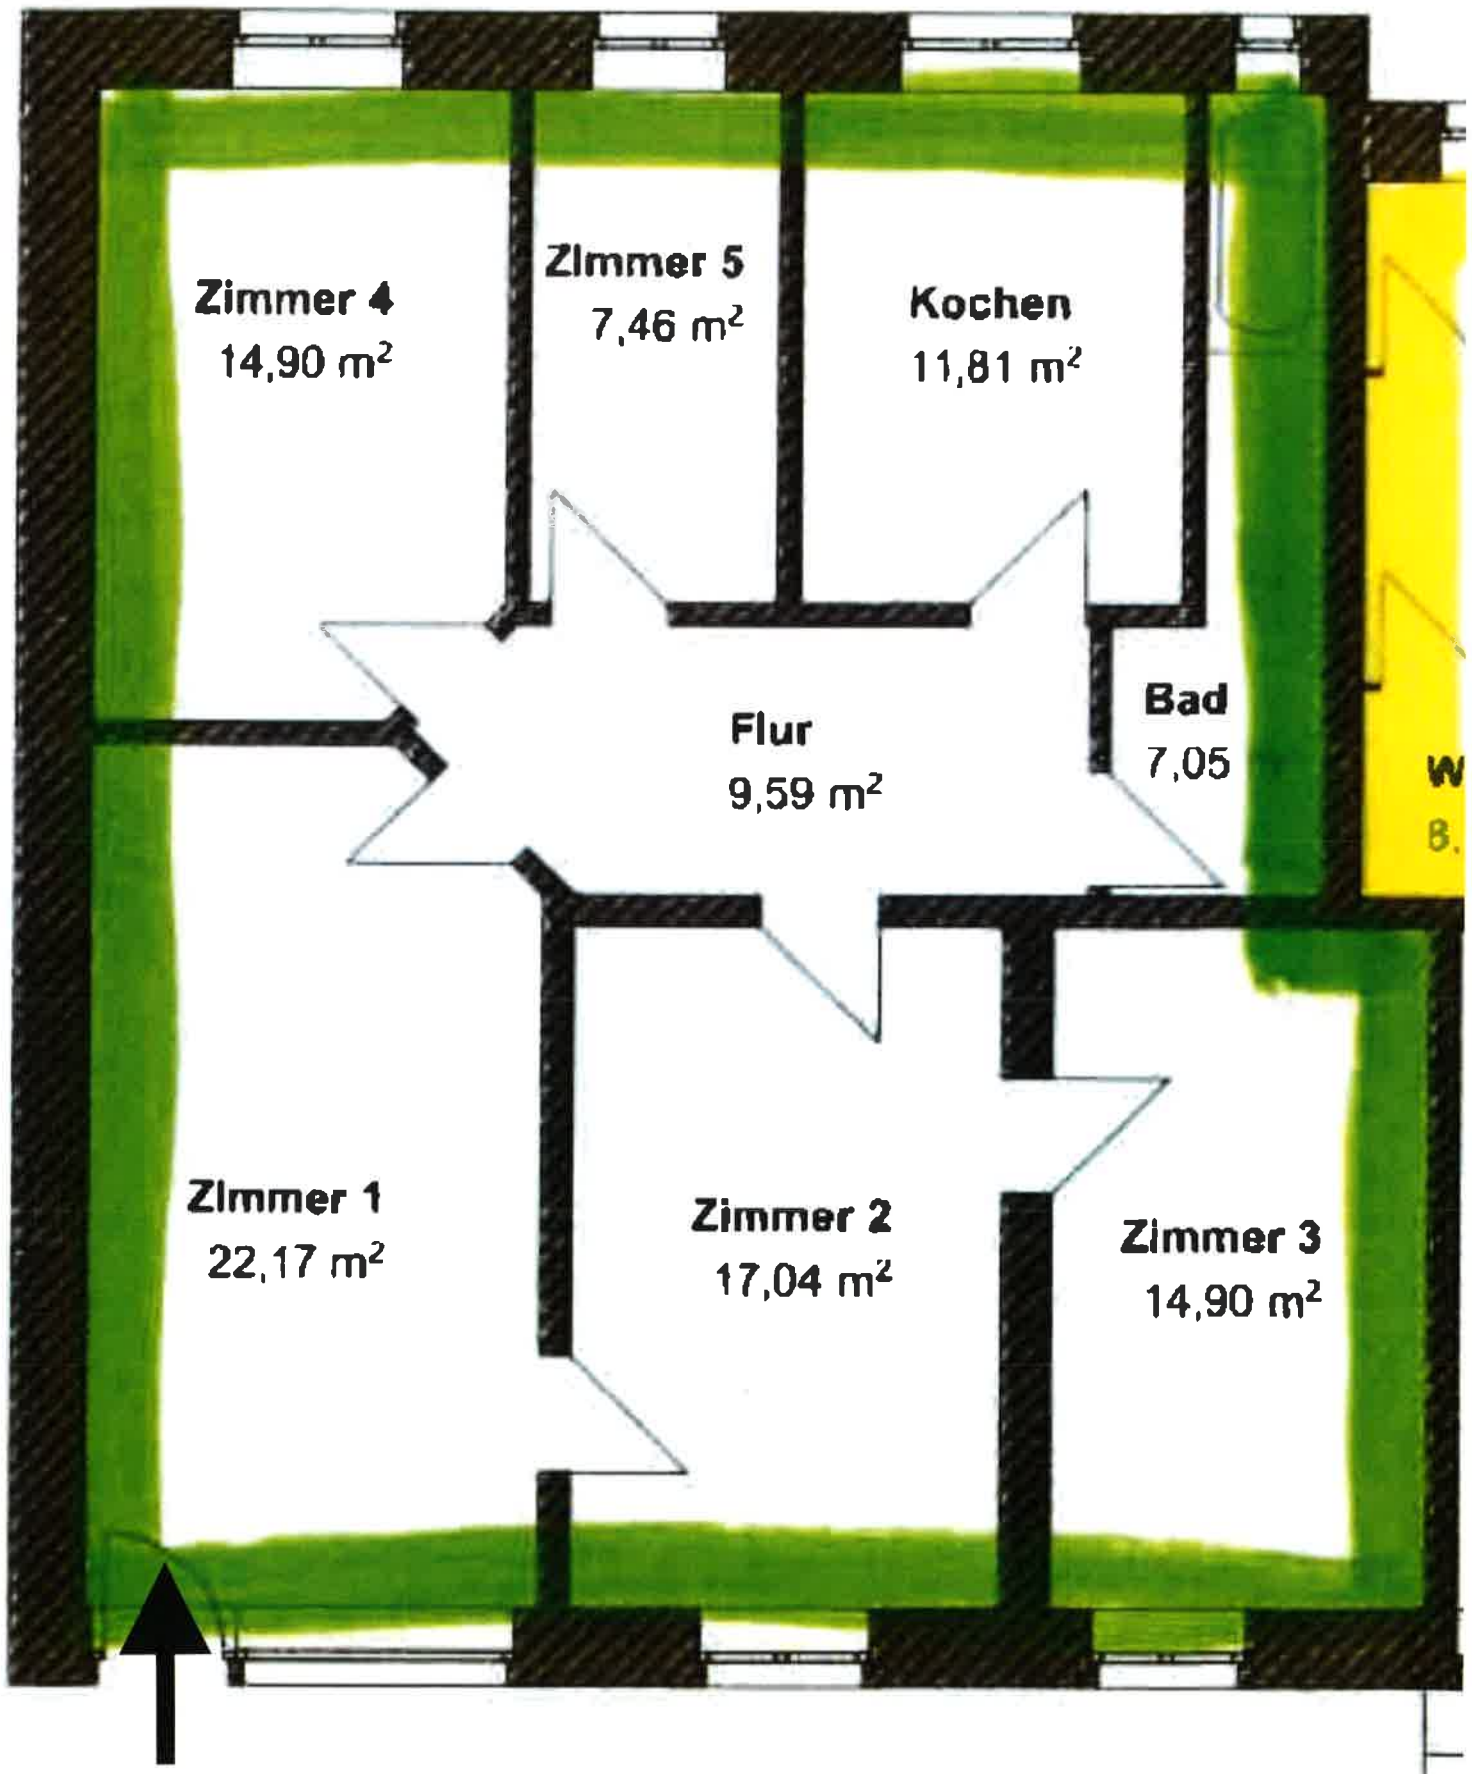 Zimmer 4
14,90 m²
Zimmer 5
7,46 m²
Kochen
11,81 m²
Flur
9,59 m²
Bad
7,05
W
8.
Zimmer 1
22,17 m²
Zimmer 2
17,04 m²
Zimmer 3
14,90 m²